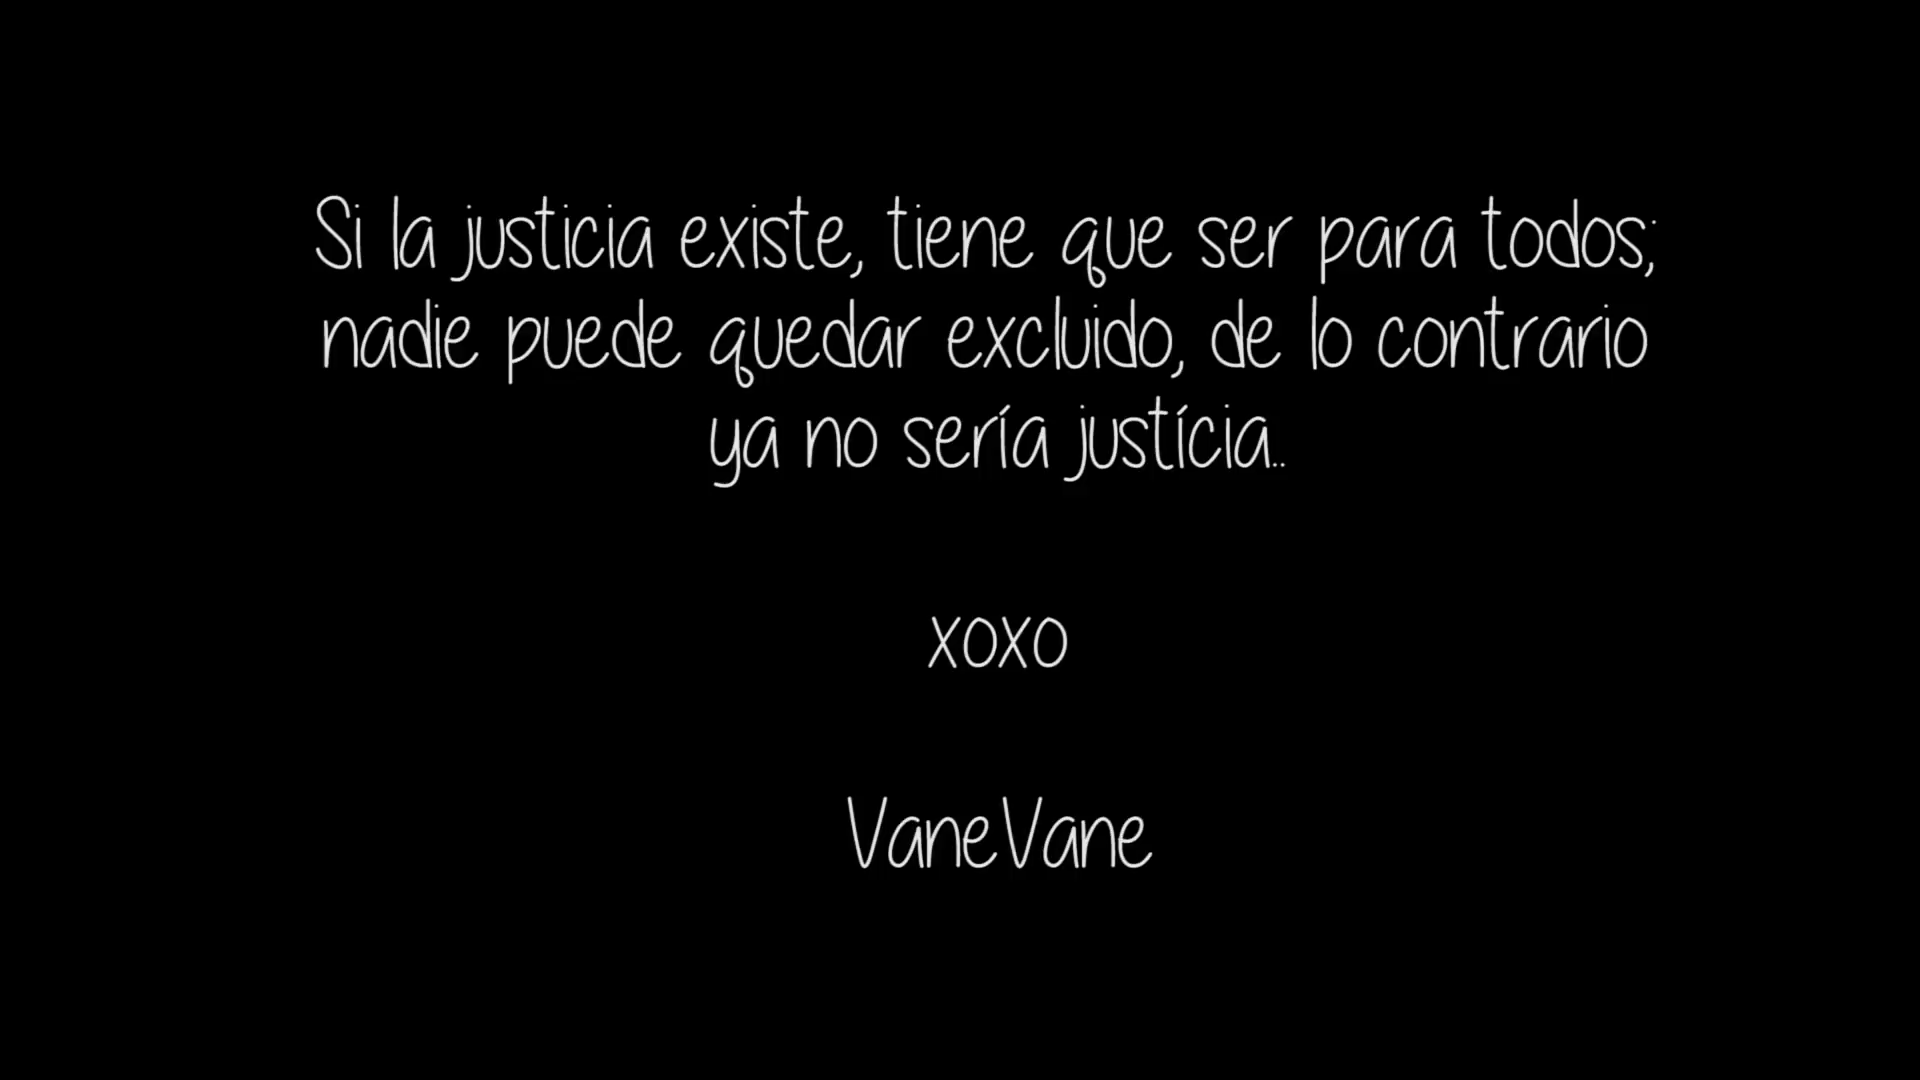 Si la justicia existe, tiene que ser para todos;
nadie puede quedar excluido, de lo contrario
ya no sería justícia..
xoxo
VaneVane